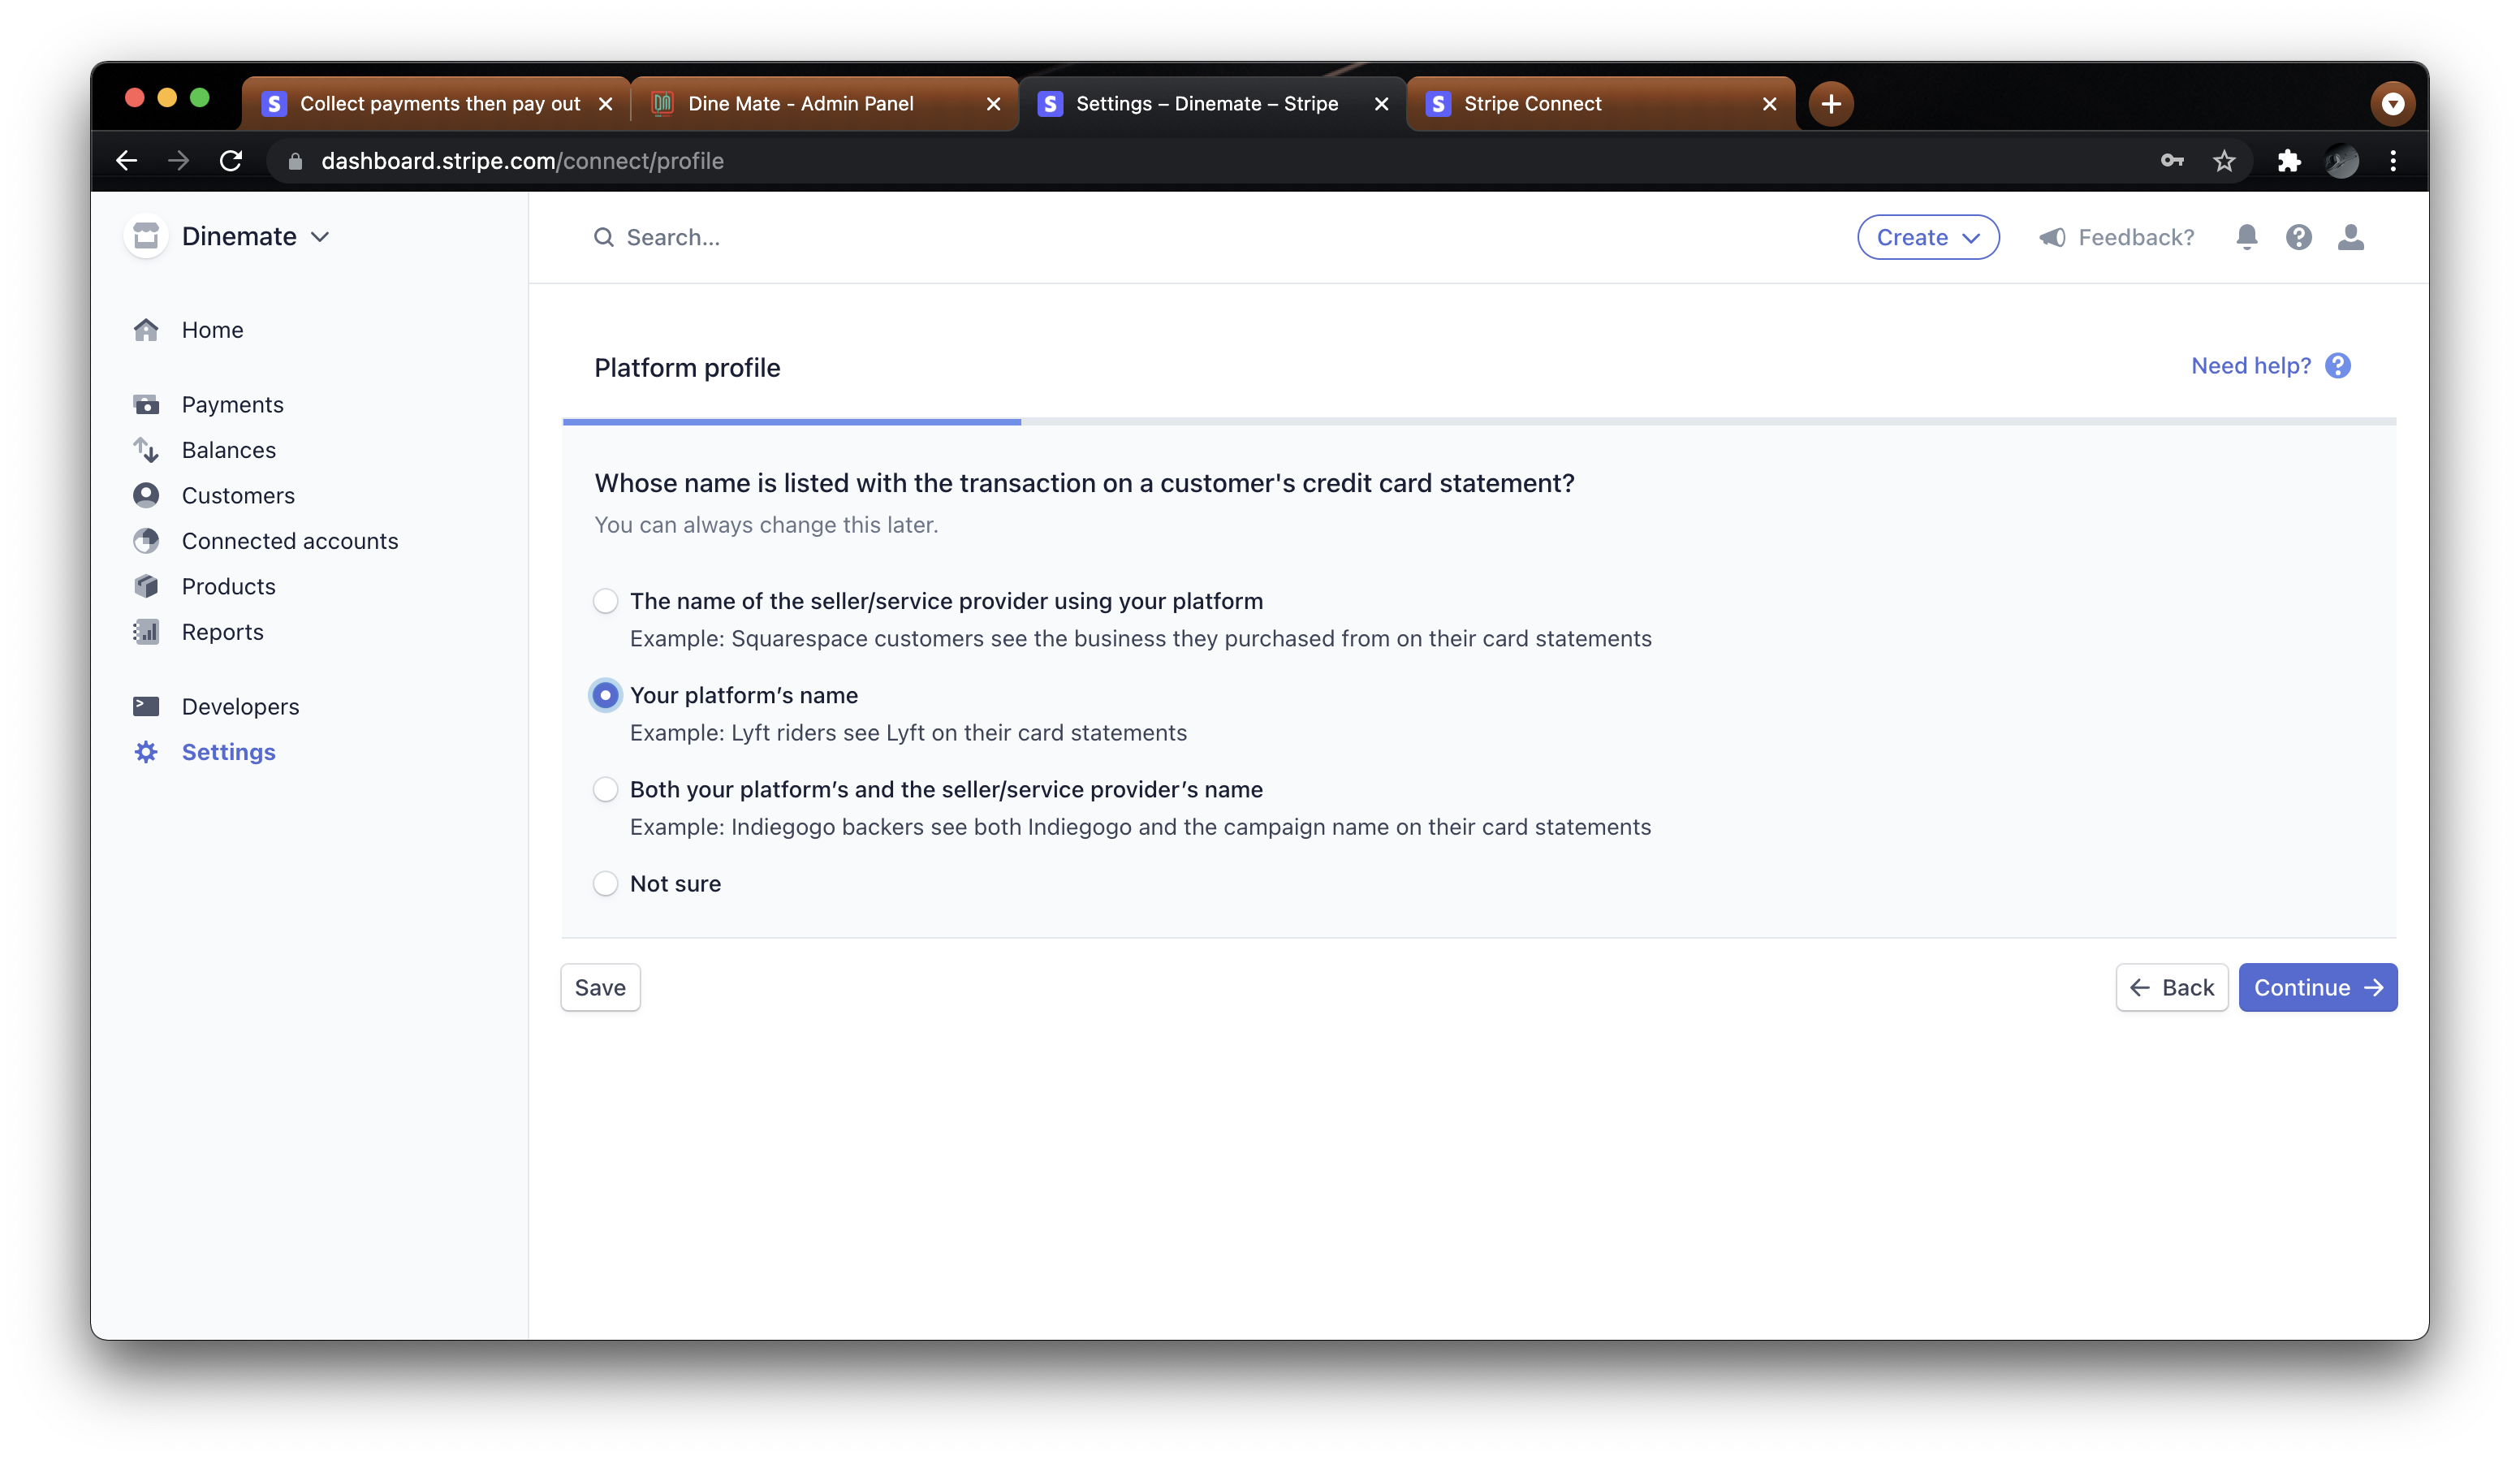 Collect payments then pay out
Dine Mate - Admin Panel
Settings – Dinemate – Stripe
Stripe Connect
dashboard.stripe.com/connect/profile
Dinemate
Search...
Create
Feedback?
Home
Payments
Balances
Customers
Connected accounts
Products
Reports
Developers
Settings
Platform profile
Need help?
Whose name is listed with the transaction on a customer's credit card statement?
You can always change this later.
The name of the seller/service provider using your platform
Example: Squarespace customers see the business they purchased from on their card statements
Your platform’s name
Example: Lyft riders see Lyft on their card statements
Both your platform’s and the seller/service provider’s name
Example: Indiegogo backers see both Indiegogo and the campaign name on their card statements
Not sure
Save
Back
Continue